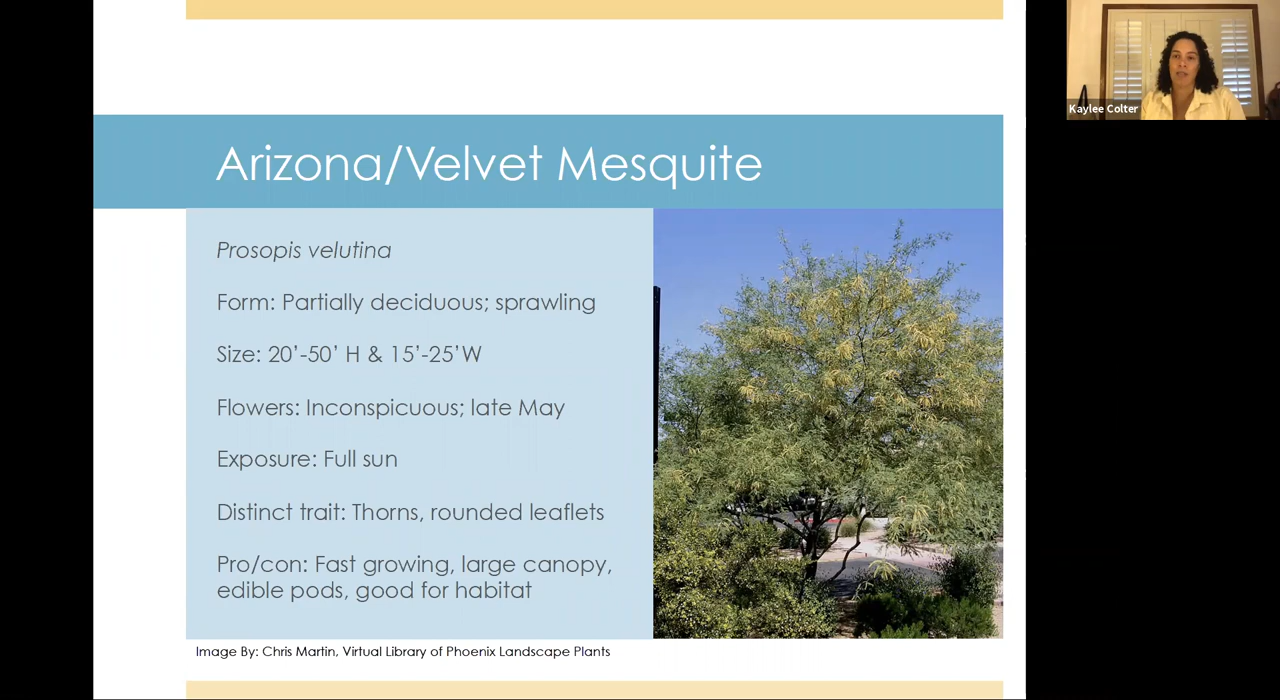 Kaylee Colter
Arizona/Velvet Mesquite
Prosopis velutina
Form: Partially deciduous; sprawling
Size: 20’-50’ H & 15’-25’W
Flowers: Inconspicuous; late May
Exposure: Full sun
Distinct trait: Thorns, rounded leaflets
Pro/con: Fast growing, large canopy,
edible pods, good for habitat
Image By: Chris Martin, Virtual Library of Phoenix Landscape Plants